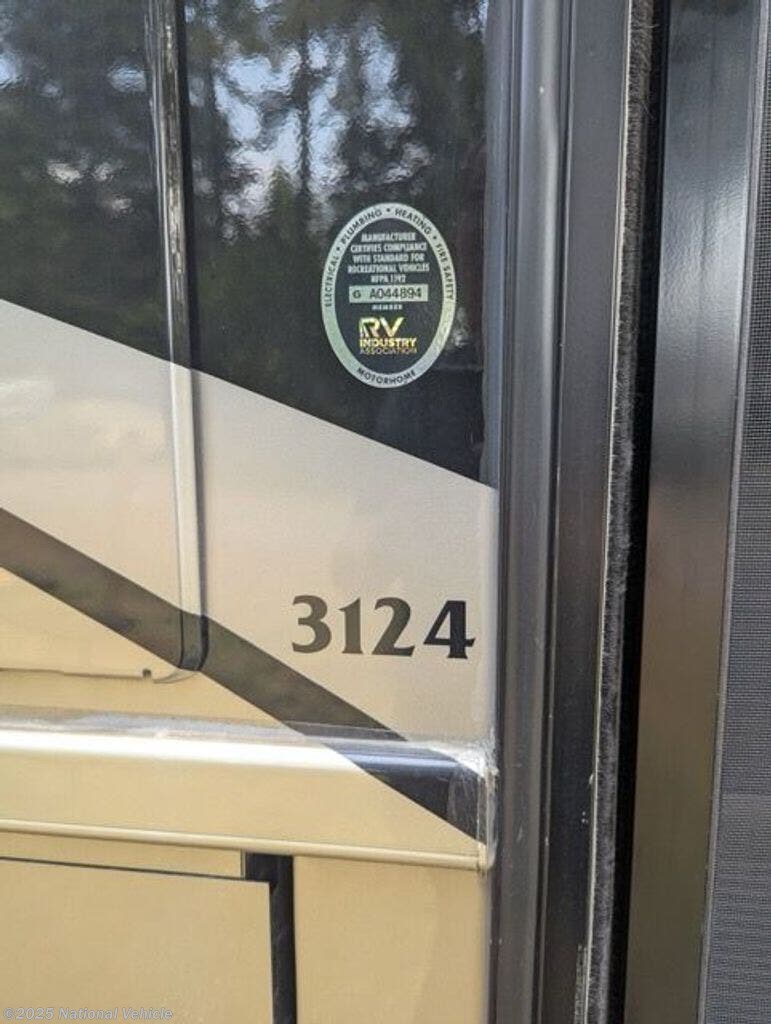 ELECTRICAL • PLUMBING • HEATING • FIRE SAFETY
MANUFACTURER
CERTIFIES COMPLIANCE
WITH STANDARD FOR
RECREATIONAL VEHICLES
NFPA 1192
G A044894
MEMBER
RV
INDUSTRY
ASSOCIATION
MOTORHOME
3124
©2025 National Vehicle